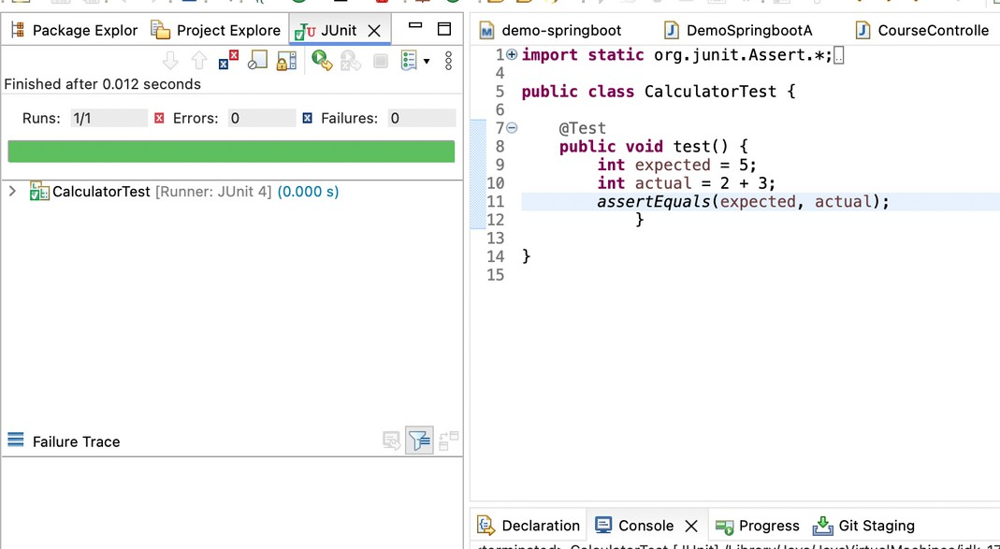 Package Explor Project Explore JUnit
Finished after 0.012 seconds
Runs: 1/1 Errors: 0 Failures: 0
CalculatorTest [Runner: JUnit 4] (0.000 s)
Failure Trace
demo-springboot DemoSpringbootA CourseControlle
1 import static org.junit.Assert.*;
4
5 public class CalculatorTest {
6
7 @Test
8 public void test() {
9 int expected = 5;
10 int actual = 2 + 3;
11 assertEquals(expected, actual);
12 }
13
14 }
15
Declaration Console Progress Git Staging